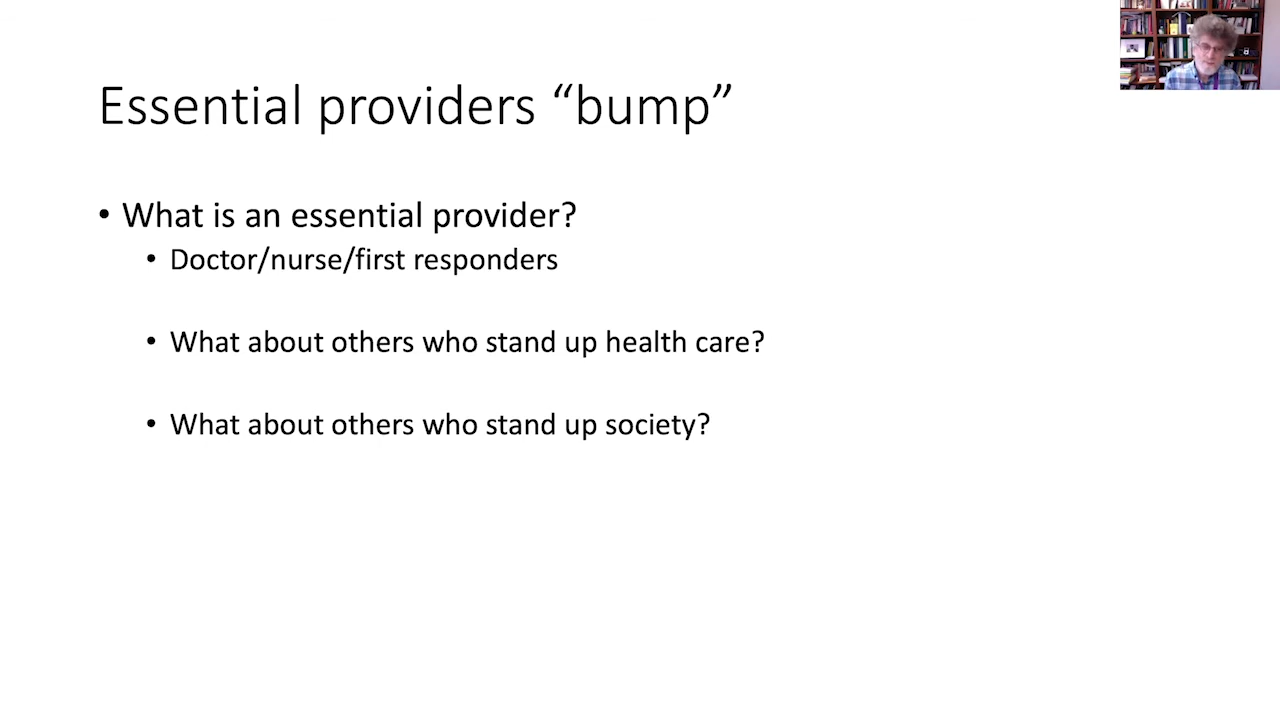 Essential providers “bump”
• What is an essential provider?
• Doctor/nurse/first responders
• What about others who stand up health care?
• What about others who stand up society?